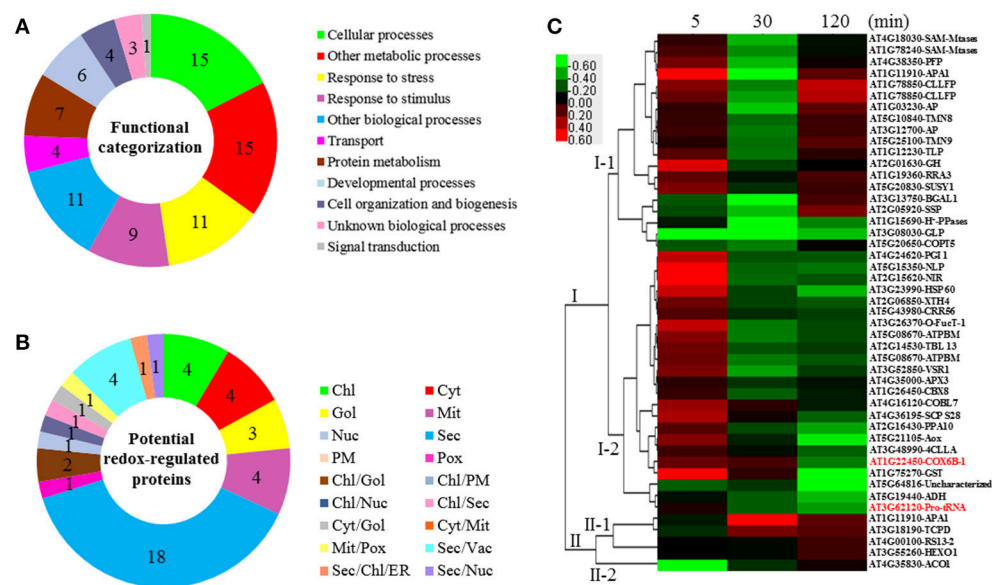 A
3
1
4
15
6
7
15
4
11
11
9
Functional
categorization
Cellular processes
Other metabolic processes
Response to stress
Response to stimulus
Other biological processes
Transport
Protein metabolism
Developmental processes
Cell organization and biogenesis
Unknown biological processes
Signal transduction
B
1
1
4
4
4
1
1
1
1
3
2
4
1
18
Potential
redox-regulated
proteins
Chl Cyt
Gol Mit
Nuc Sec
PM Pox
Chl/Gol Chl/PM
Chl/Nuc Chl/Sec
Cyt/Gol Cyt/Mit
Mit/Pox Sec/Vac
Sec/Chl/ER Sec/Nuc
C
5 30 120 (min)
-0.60
-0.40
-0.20
0.00
0.20
0.40
0.60
I-1
I
I-2
II-1
II
II-2
AT4G18030-SAM-Mtases
AT1G78240-SAM-Mtases
AT4G38350-PFP
AT1G11910-APA1
AT1G78850-CLLFP
AT1G78850-CLLFP
AT1G03230-AP
AT5G10840-TMN8
AT3G12700-AP
AT5G25100-TMN9
AT1G12230-TLP
AT2G01630-GH
AT1G19360-RRA3
AT5G20830-SUSY1
AT3G13750-BGAL1
AT2G05920-SSP
AT1G15690-H⁺-PPases
AT3G08030-GLP
AT5G20650-COPT5
AT4G24620-PGI 1
AT5G15350-NLP
AT2G15620-NIR
AT3G23990-HSP 60
AT2G06850-XTH4
AT5G43980-CRR56
AT3G26370-O-FucT-1
AT5G08670-ATPBM
AT2G14530-TBL 13
AT5G08670-ATPBM
AT3G52850-VSR1
AT4G35000-APX3
AT1G26450-CBX8
AT4G16120-COBL7
AT4G36195-SCP S28
AT2G16430-PPA10
AT5G21105-Aox
AT3G48990-4CLLA
AT1G22450-COX6B-1
AT1G75270-GST
AT5G64816-Uncharacterized
AT5G19440-ADH
AT3G62120-Pro-tRNA
AT1G11910-APA1
AT3G18190-TCPD
AT4G00100-RS13-2
AT3G55260-HEXO1
AT4G35830-ACO1